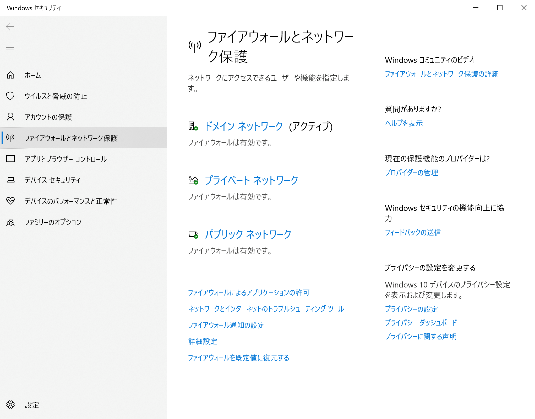 Windows セキュリティ
ホーム
ウイルスと脅威の防止
アカウントの保護
ファイアウォールとネットワーク保護
アプリとブラウザー コントロール
デバイス セキュリティ
デバイスのパフォーマンスと正常性
ファミリーのオプション
設定
ファイアウォールとネットワー
ク保護
ネットワークにアクセスできるユーザーや機能を指定しま
す。
ドメイン ネットワーク (アクティブ)
ファイアウォールは有効です。
プライベート ネットワーク
ファイアウォールは有効です。
パブリック ネットワーク
ファイアウォールは有効です。
ファイアウォールによるアプリケーションの許可
ネットワークとインターネットのトラブルシューティング ツール
ファイアウォール通知の設定
詳細設定
ファイアウォールを既定値に復元する
Windows コミュニティのビデオ
ファイアウォールとネットワーク保護の詳細
質問がありますか?
ヘルプを表示
現在の保護機能のプロバイダーは?
プロバイダーの管理
Windows セキュリティの機能向上に協
力
フィードバックの送信
プライバシーの設定を変更する
Windows 10 デバイスのプライバシー設定
を表示および変更します。
プライバシーの設定
プライバシー ダッシュボード
プライバシーに関する声明